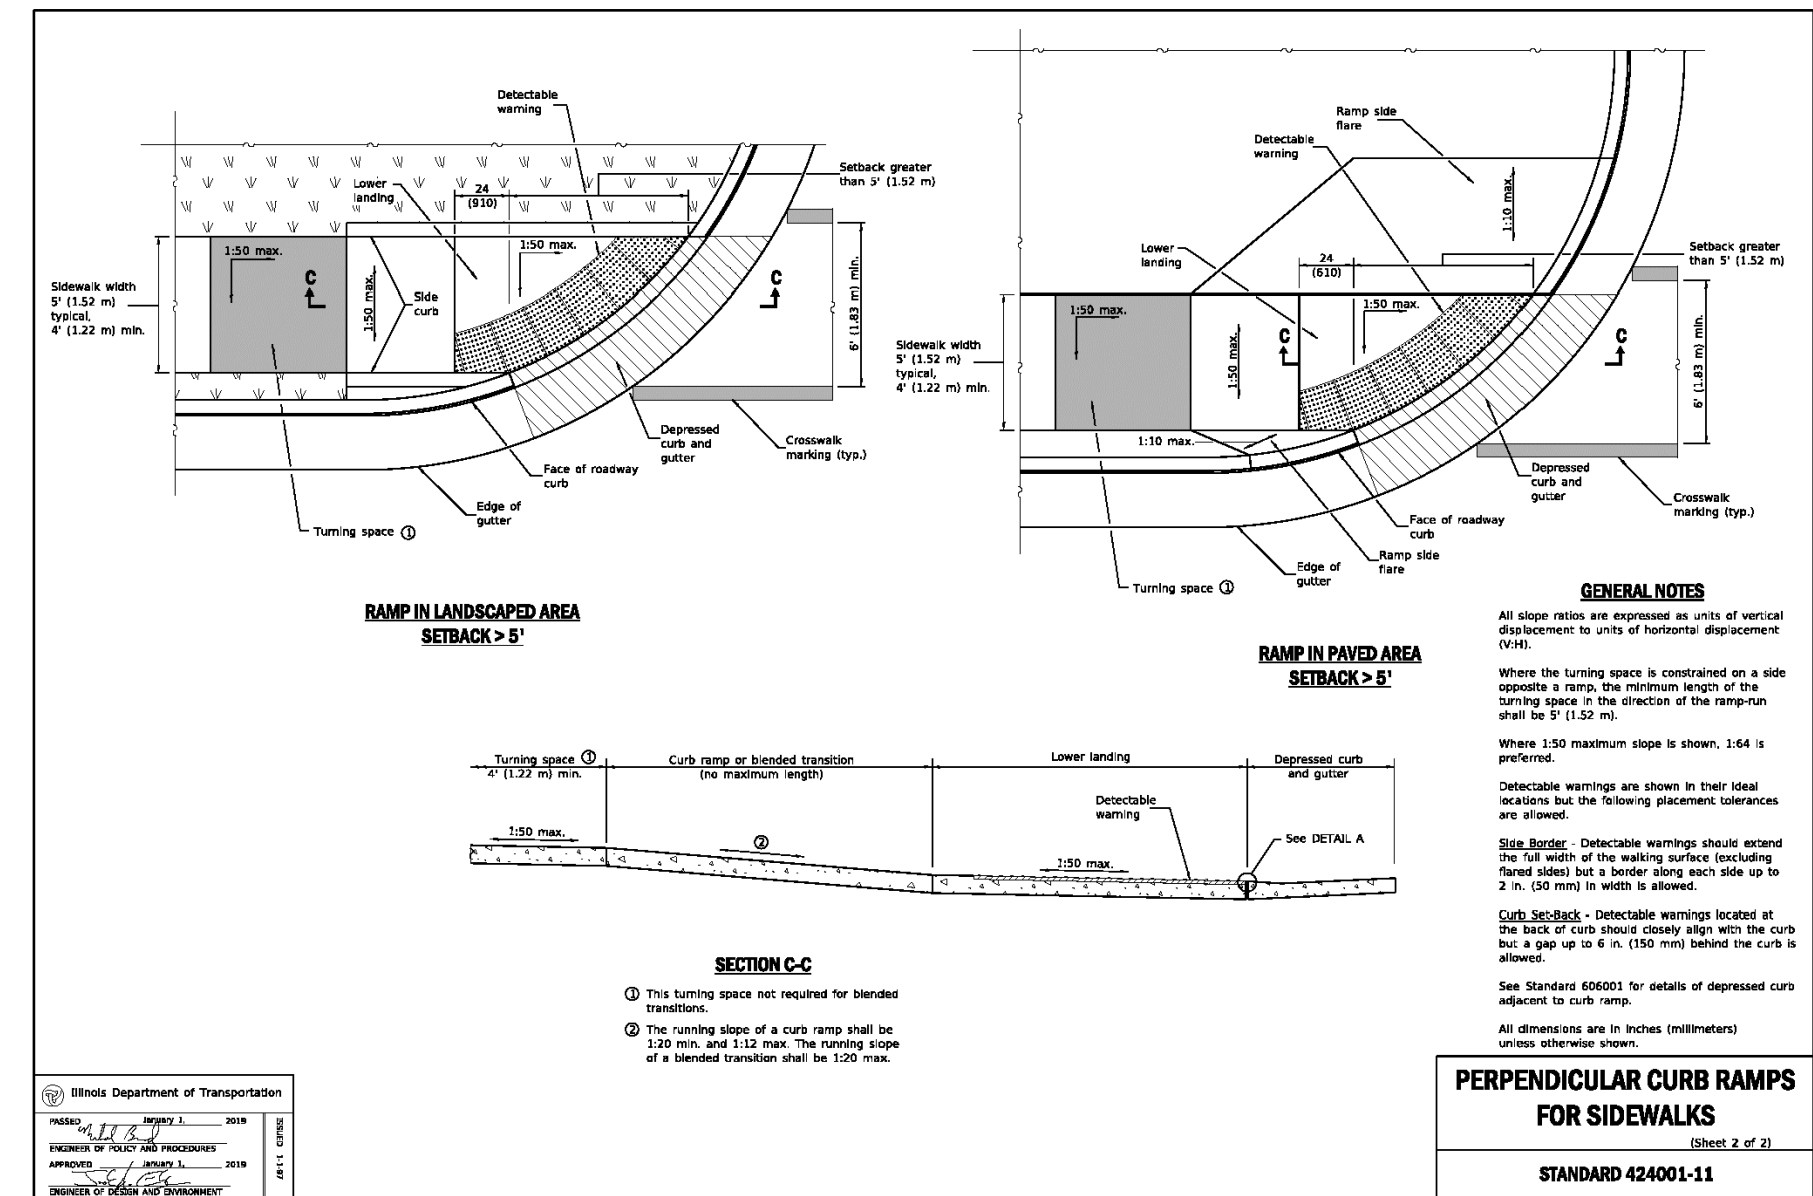 Detectable
warning
Lower
landing
24
(910)
Setback greater
than 5' (1.52 m)
1:50 max.
1:50 max.
C
C
Sidewalk width
5' (1.52 m)
typical,
4' (1.22 m) min.
1:50 max.
Side
curb
6' (1.83 m) min.
Depressed
curb and
gutter
Crosswalk
marking (typ.)
Face of roadway
curb
Edge of
gutter
Turning space 1
RAMP IN LANDSCAPED AREA
SETBACK > 5'
Ramp side
flare
Detectable
warning
1:10 max.
Lower
landing
24
(610)
Setback greater
than 5' (1.52 m)
1:50 max.
1:50 max.
C
C
Sidewalk width
5' (1.52 m)
typical,
4' (1.22 m) min.
1:50 max.
6' (1.83 m) min.
1:10 max.
Depressed
curb and
gutter
Crosswalk
marking (typ.)
Face of roadway
curb
Ramp side
flare
Edge of
gutter
Turning space 1
RAMP IN PAVED AREA
SETBACK > 5'
GENERAL NOTES
All slope ratios are expressed as units of vertical
displacement to units of horizontal displacement
(V:H).
Where the turning space is constrained on a side
opposite a ramp, the minimum length of the
turning space in the direction of the ramp-run
shall be 5' (1.52 m).
Where 1:50 maximum slope is shown, 1:64 is
preferred.
Detectable warnings are shown in their ideal
locations but the following placement tolerances
are allowed.
Side Border - Detectable warnings should extend
the full width of the walking surface (excluding
flared sides) but a border along each side up to
2 in. (50 mm) in width is allowed.
Curb Set-Back - Detectable warnings located at
the back of curb should closely align with the curb
but a gap up to 6 in. (150 mm) behind the curb is
allowed.
See Standard 606001 for details of depressed curb
adjacent to curb ramp.
All dimensions are in inches (millimeters)
unless otherwise shown.
Turning space 1
4' (1.22 m) min.
Curb ramp or blended transition
(no maximum length)
Lower landing
Depressed curb
and gutter
Detectable
warning
1:50 max.
2
See DETAIL A
1:50 max.
SECTION C-C
1 This turning space not required for blended
transitions.
2 The running slope of a curb ramp shall be
1:20 min. and 1:12 max. The running slope
of a blended transition shall be 1:20 max.
Illinois Department of Transportation
PASSED January 1, 2019
ENGINEER OF POLICY AND PROCEDURES
APPROVED January 1, 2019
ENGINEER OF DESIGN AND ENVIRONMENT
ISSUED 1-1-97
PERPENDICULAR CURB RAMPS
FOR SIDEWALKS
(Sheet 2 of 2)
STANDARD 424001-11